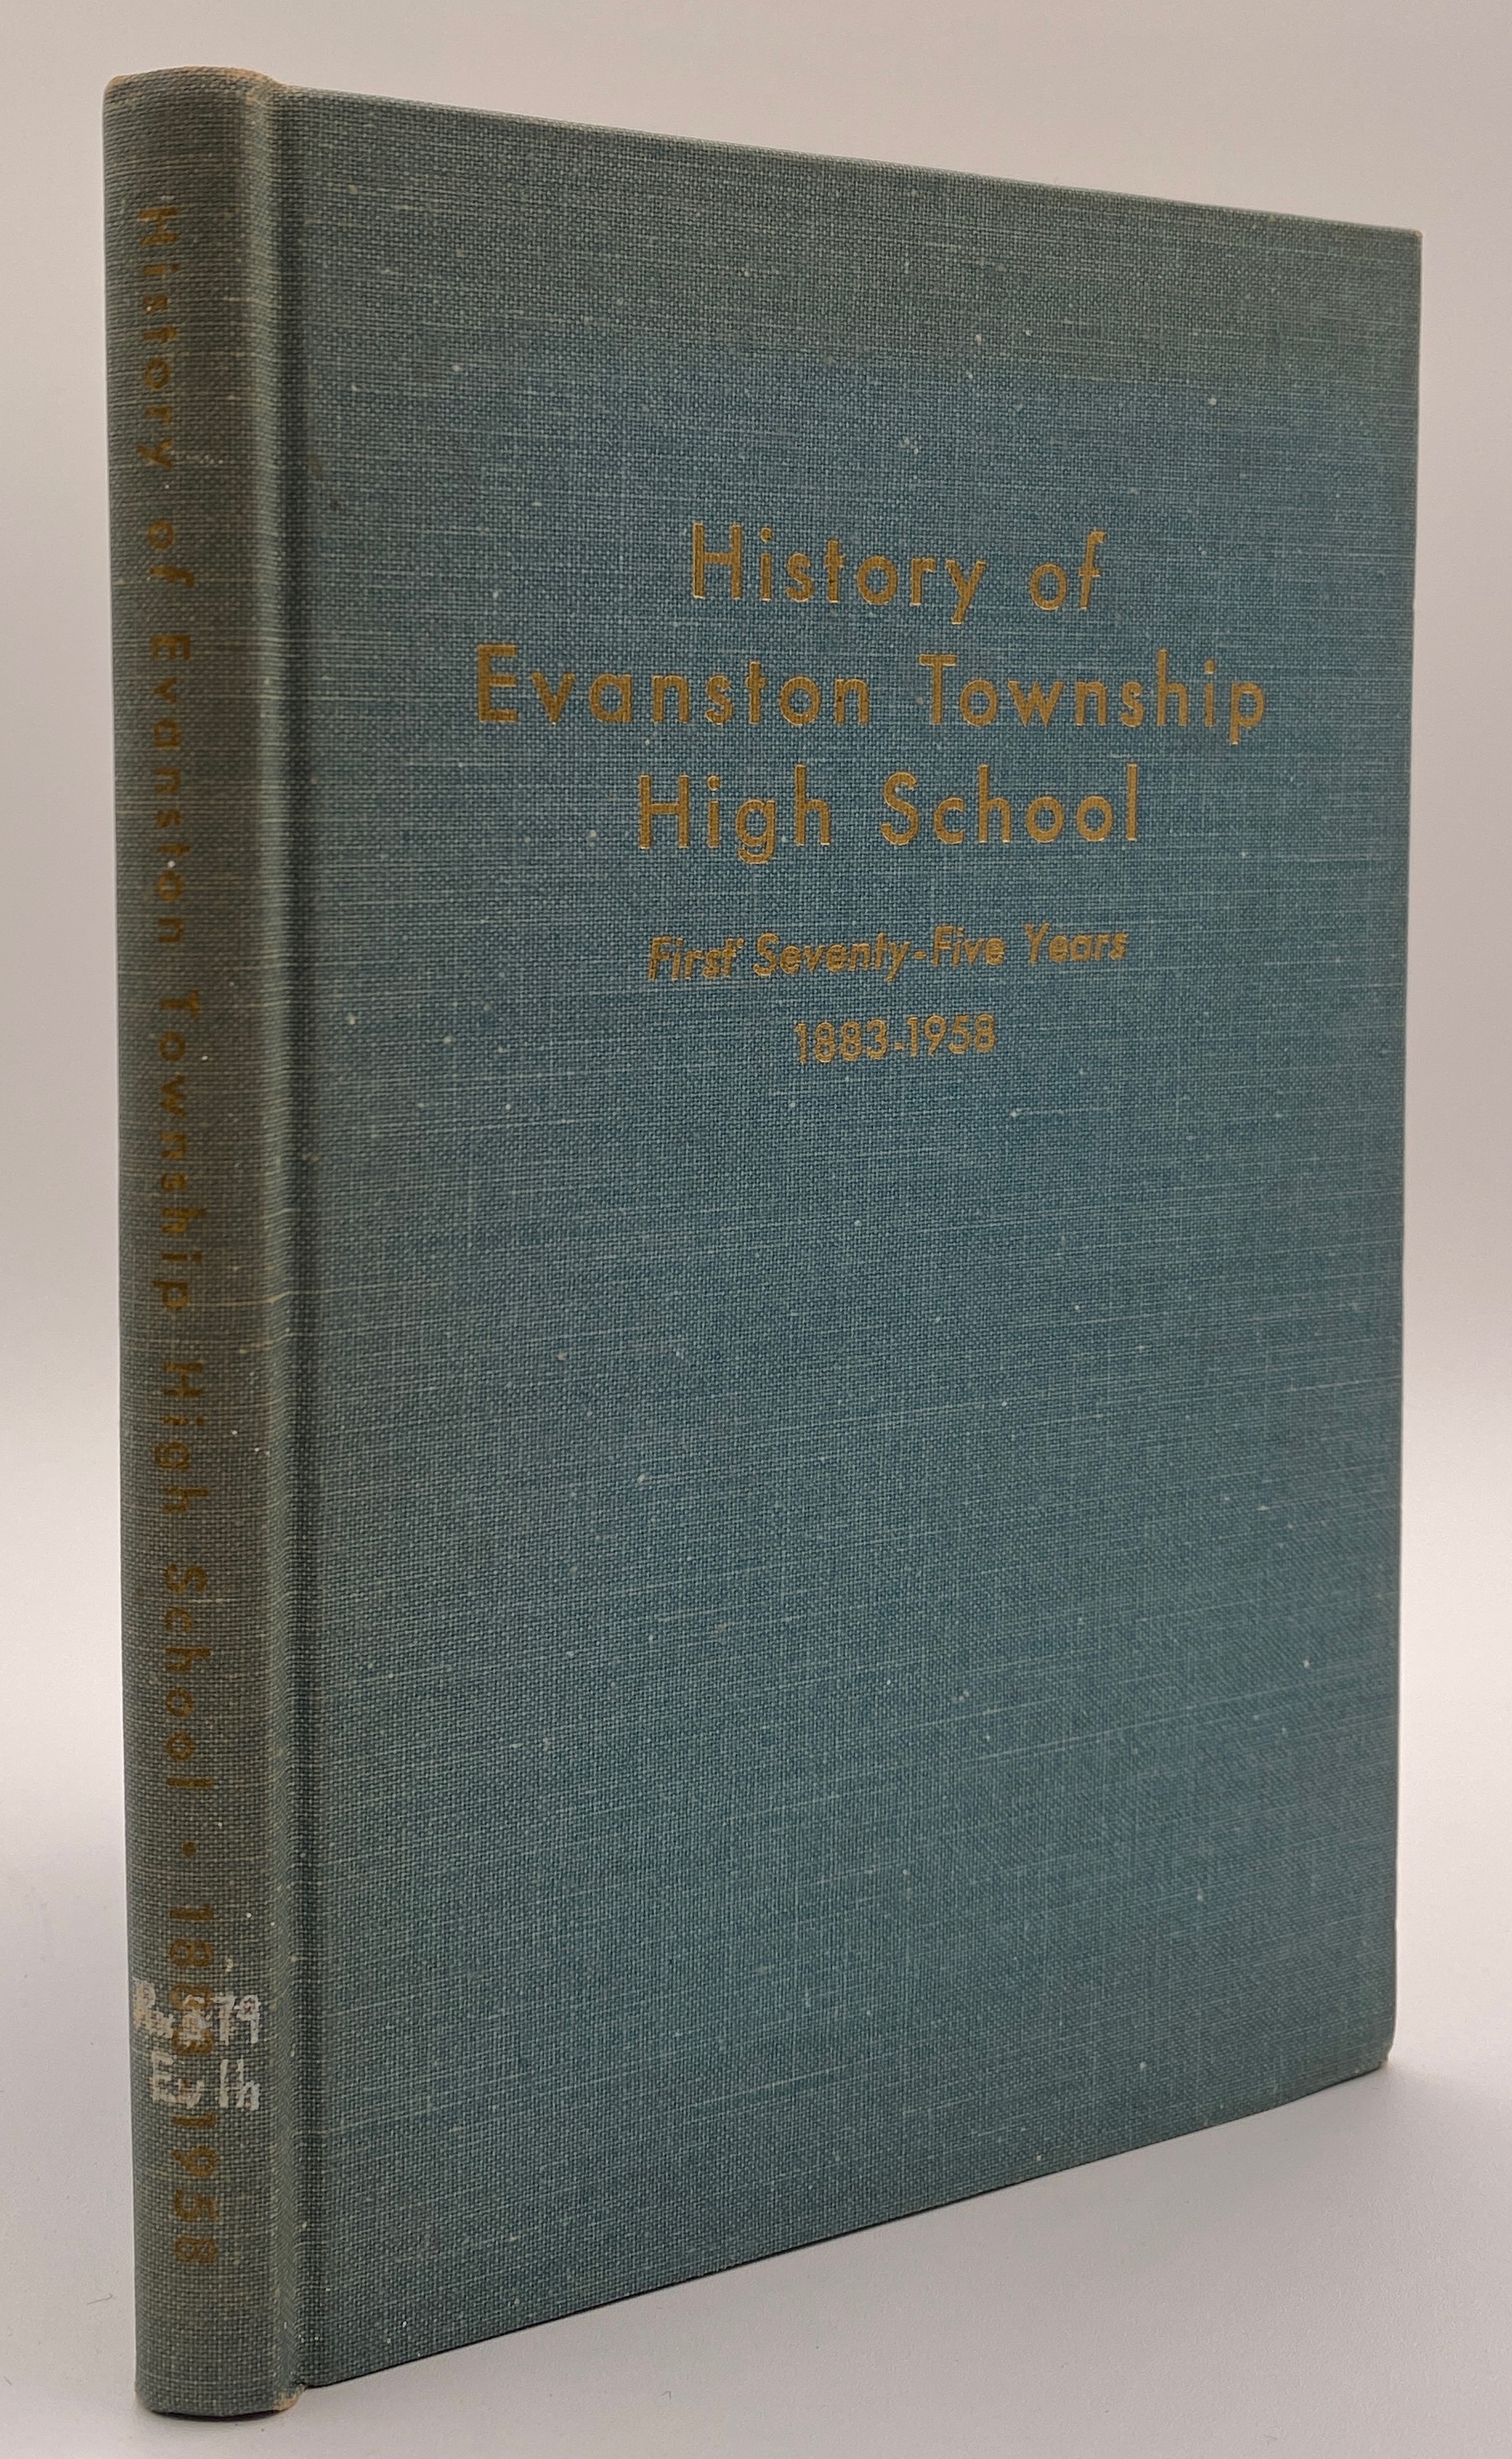 History of Evanston Township High School · 1883-1958
Ev1h
History of
Evanston Township
High School
First Seventy-Five Years
1883-1958